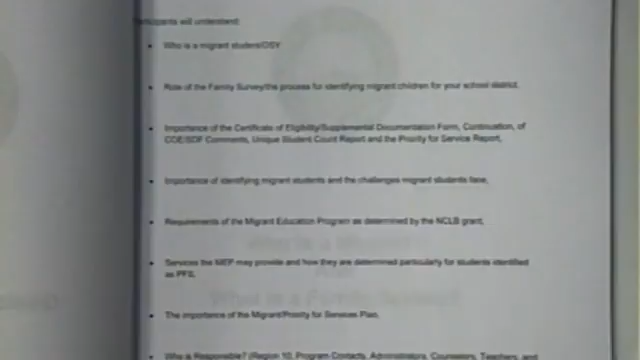 Participants will understand:
• Who is a migrant student/OSY
• Role of the Family Survey/the process for identifying migrant children for your school district.
• Importance of the Certificate of Eligibility/Supplemental Documentation Form, Continuation, of
COE/SDF Comments, Unique Student Count Report and the Priority for Service Report,
• Importance of identifying migrant students and the challenges migrant students face,
• Requirements of the Migrant Education Program as determined by the NCLB grant,
• Services the MEP may provide and how they are determined particularly for students identified
as PFS,
• The importance of the Migrant/Priority for Services Plan,
• Who is Responsible? (Region 10, Program Contacts, Administrators, Counselors, Teachers, and